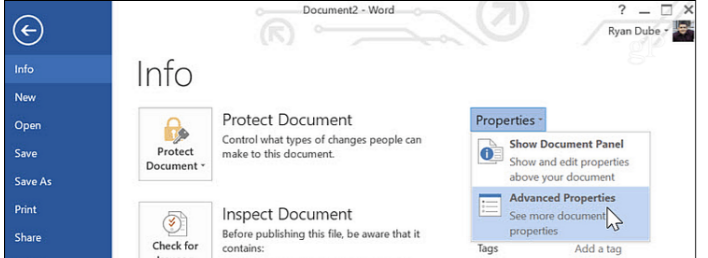 Document2 - Word
?
Ryan Dube
Info
Info
New
Open
Save
Save As
Print
Share
Protect
Document
Protect Document
Control what types of changes people can
make to this document.
Check for
Inspect Document
Before publishing this file, be aware that it
contains:
Properties
Show Document Panel
Show and edit properties
above your document
Advanced Properties
See more document
properties
Tags
Add a tag